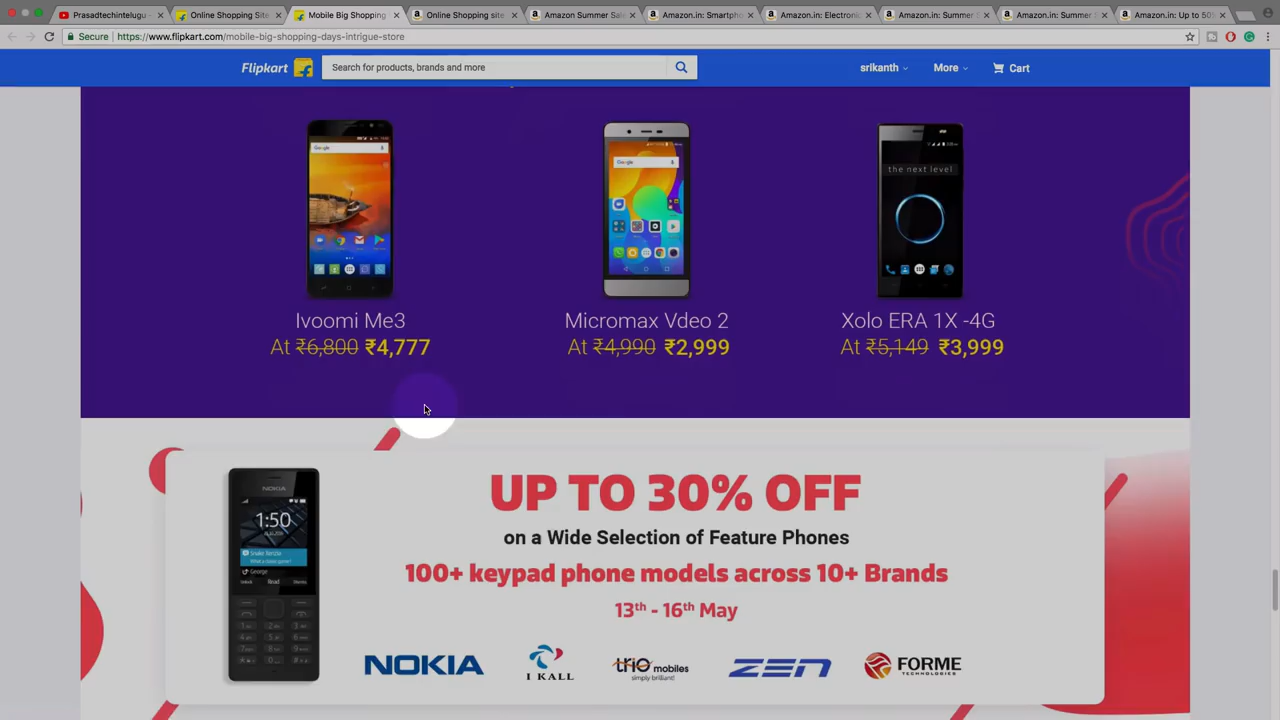 Prasadtechintelugu -
Online Shopping Site
Mobile Big Shopping
Online Shopping site
Amazon Summer Sale
Amazon.in: Smartpho
Amazon.in: Electronic
Amazon.in: Summer
Amazon.in: Summer
Amazon.in: Up to 50%
Secure
https://www.flipkart.com/mobile-big-shopping-days-intrigue-store
Flipkart
Search for products, brands and more
srikanth
More
Cart
Google
Google
the next level
Ivoomi Me3
At ₹6,800 ₹4,777
Micromax Vdeo 2
At ₹4,990 ₹2,999
Xolo ERA 1X -4G
At ₹5,149 ₹3,999
NOKIA
1:50
George
UP TO 30% OFF
on a Wide Selection of Feature Phones
100+ keypad phone models across 10+ Brands
13th - 16th May
NOKIA
I KALL
trio mobiles
simply brilliant!
ZEN
FORME
TECHNOLOGIES